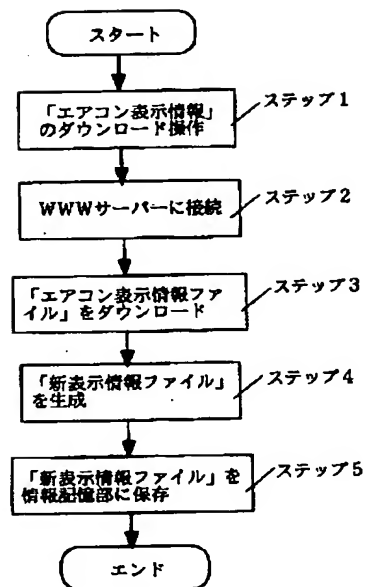 スタート
「エアコン表示情報」
のダウンロード操作
ステップ1
WWWサーバーに接続
ステップ2
「エアコン表示情報ファ
イル」をダウンロード
ステップ3
「新表示情報ファイル」
を生成
ステップ4
「新表示情報ファイル」を
情報記憶部に保存
ステップ5
エンド